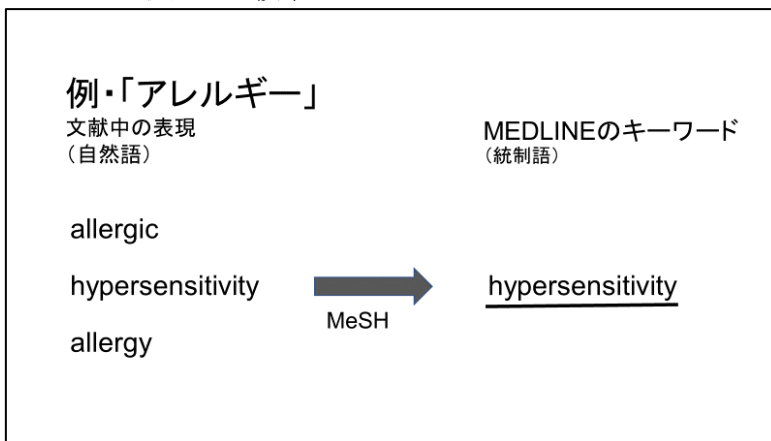 例・「アレルギー」
文献中の表現
（自然語）
MEDLINEのキーワード
（統制語）
allergic
hypersensitivity
allergy
MeSH
hypersensitivity